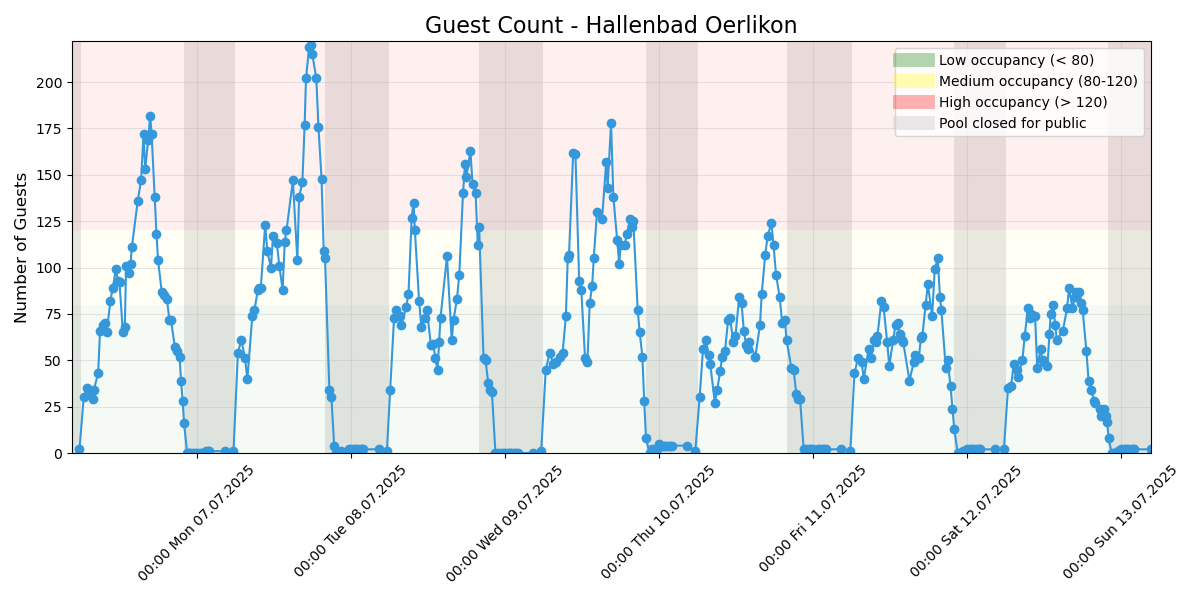 Guest Count - Hallenbad Oerlikon
Low occupancy (< 80)
Medium occupancy (80-120)
High occupancy (> 120)
Pool closed for public
Number of Guests
200
175
150
125
100
75
50
25
0
00:00 Mon 07.07.2025
00:00 Tue 08.07.2025
00:00 Wed 09.07.2025
00:00 Thu 10.07.2025
00:00 Fri 11.07.2025
00:00 Sat 12.07.2025
00:00 Sun 13.07.2025